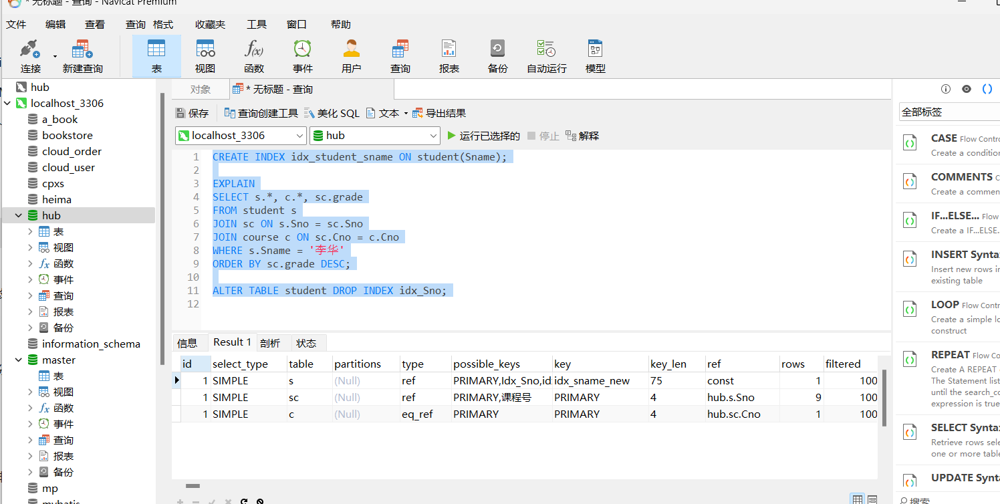 * 无标题 - 查询 - Navicat Premium
文件 编辑 查看 查询 格式 收藏夹 工具 窗口 帮助
连接 新建查询 表 视图 函数 事件 用户 查询 报表 备份 自动运行 模型
hub
localhost_3306
a_book
bookstore
cloud_order
cloud_user
cpxs
heima
hub
表
视图
函数
事件
查询
报表
备份
information_schema
master
表
视图
函数
事件
查询
报表
备份
mp
mybatis
对象 * 无标题 - 查询
保存 查询创建工具 美化 SQL 文本 导出结果
localhost_3306 hub 运行已选择的 停止 解释
1 CREATE INDEX idx_student_sname ON student(Sname);
2
3 EXPLAIN
4 SELECT s.*, c.*, sc.grade
5 FROM student s
6 JOIN sc ON s.Sno = sc.Sno
7 JOIN course c ON sc.Cno = c.Cno
8 WHERE s.Sname = '李华'
9 ORDER BY sc.grade DESC;
10
11 ALTER TABLE student DROP INDEX idx_Sno;
12
信息 Result 1 剖析 状态
id select_type table partitions type possible_keys key key_len ref rows filtered
1 SIMPLE s (Null) ref PRIMARY,Idx_Sno,id idx_sname_new 75 const 1 100
1 SIMPLE sc (Null) ref PRIMARY,课程号 PRIMARY 4 hub.s.Sno 9 100
1 SIMPLE c (Null) eq_ref PRIMARY PRIMARY 4 hub.sc.Cno 1 100
全部标签
CASE Flow Contro
Create a condition
COMMENTS C
Create a commen
IF...ELSE... Flow
Create a IF...ELSE.
INSERT Synta
Insert new rows in
existing table
LOOP Flow Contr
Create a simple lo
construct
REPEAT Flow Co
Create A REPEAT
The Statement list
until the search_co
expression is true
SELECT Synta
Retrieve rows sele
one or more table
UPDATE Synta
搜索